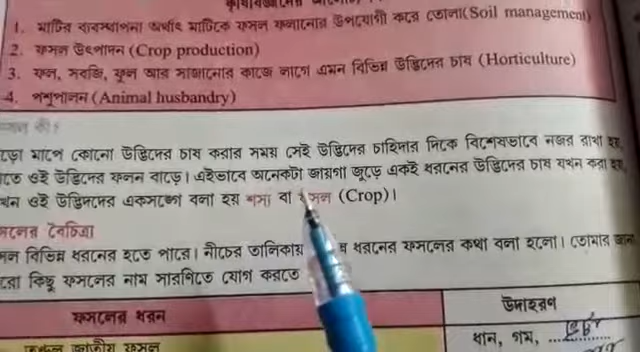 1. মাটির ব্যবস্থাপনা অর্থাৎ মাটিকে ফসল ফলানোর উপযোগী করে তোলা(Soil management)
2. ফসল উৎপাদন (Crop production)
3. ফল, সবজি, ফুল আর সাজানোর কাজে লাগে এমন বিভিন্ন উদ্ভিদের চাষ (Horticulture)
4. পশুপালন (Animal husbandry)
মাপে কোনো উদ্ভিদের চাষ করার সময় সেই উদ্ভিদের চাহিদার দিকে বিশেষভাবে নজর রাখা হয়,
ওই উদ্ভিদের ফলন বাড়ে। এইভাবে অনেকটা জায়গা জুড়ে একই ধরনের উদ্ভিদের চাষ যখন করা হয়,
ওই উদ্ভিদদের একসঙ্গে বলা হয় শস্য বা ফসল (Crop)।
বৈচিত্র্য
বিভিন্ন ধরনের হতে পারে। নীচের তালিকায় ধরনের ফসলের কথা বলা হলো। তোমার জানা
কিছু ফসলের নাম সারণিতে যোগ করতে
ফসলের ধরন উদাহরণ
জাতীয় ফসল ধান, গম,